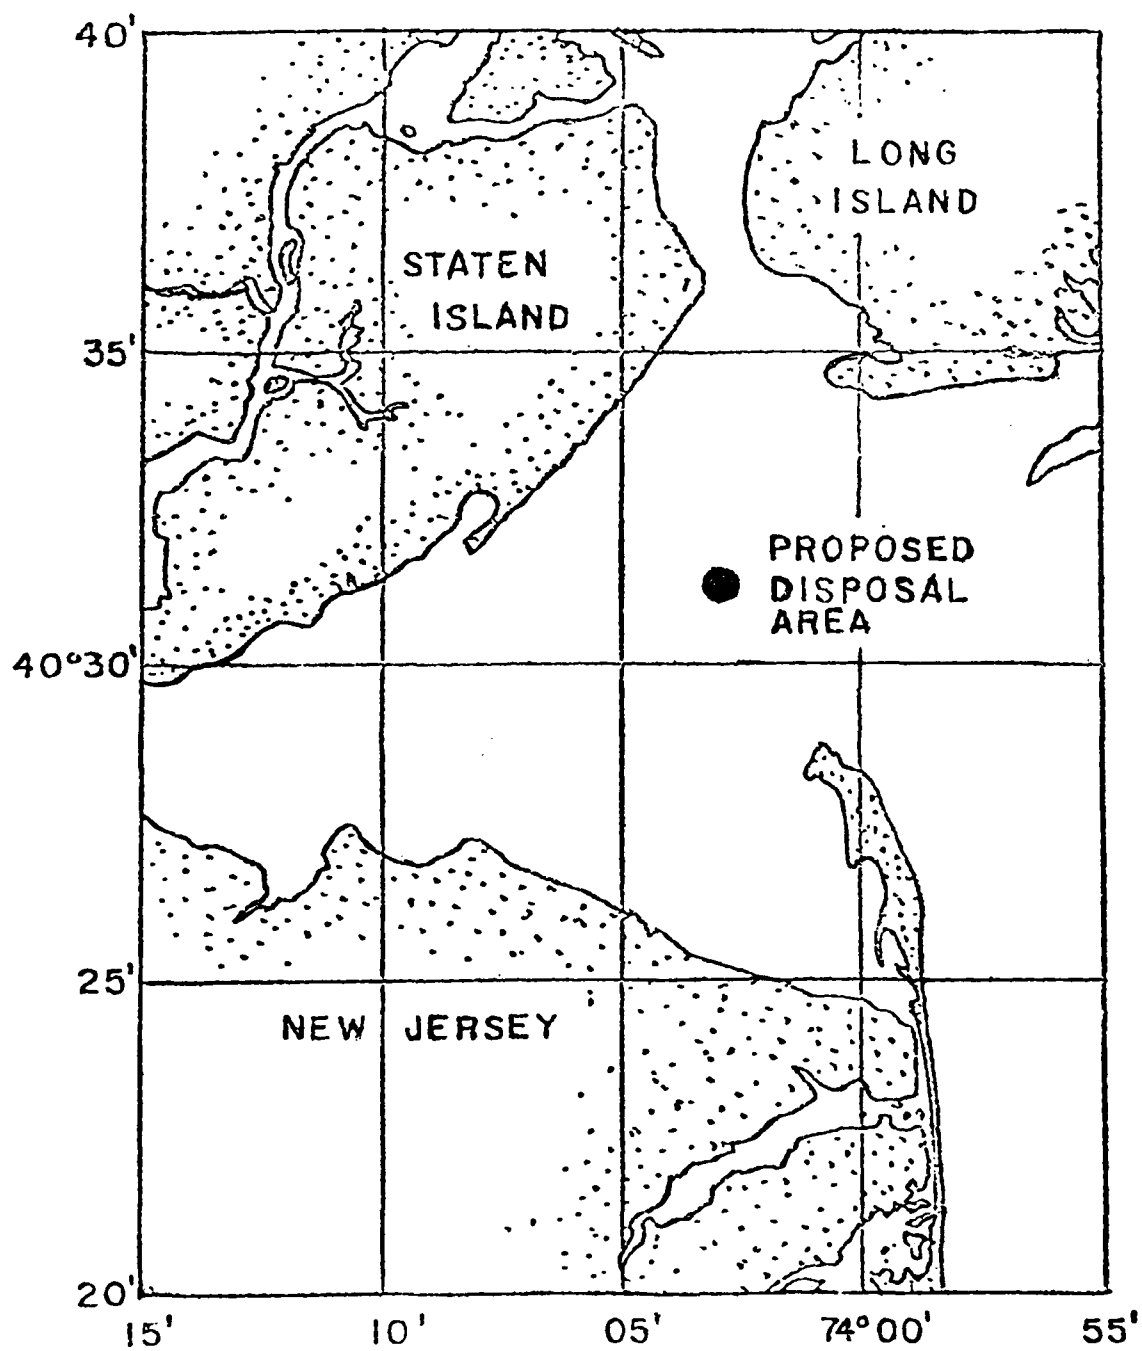 40'
LONG
ISLAND
STATEN
ISLAND
35'
PROPOSED
DISPOSAL
AREA
40°30'
25'
NEW JERSEY
20'
15' 10' 05' 74°00' 55'